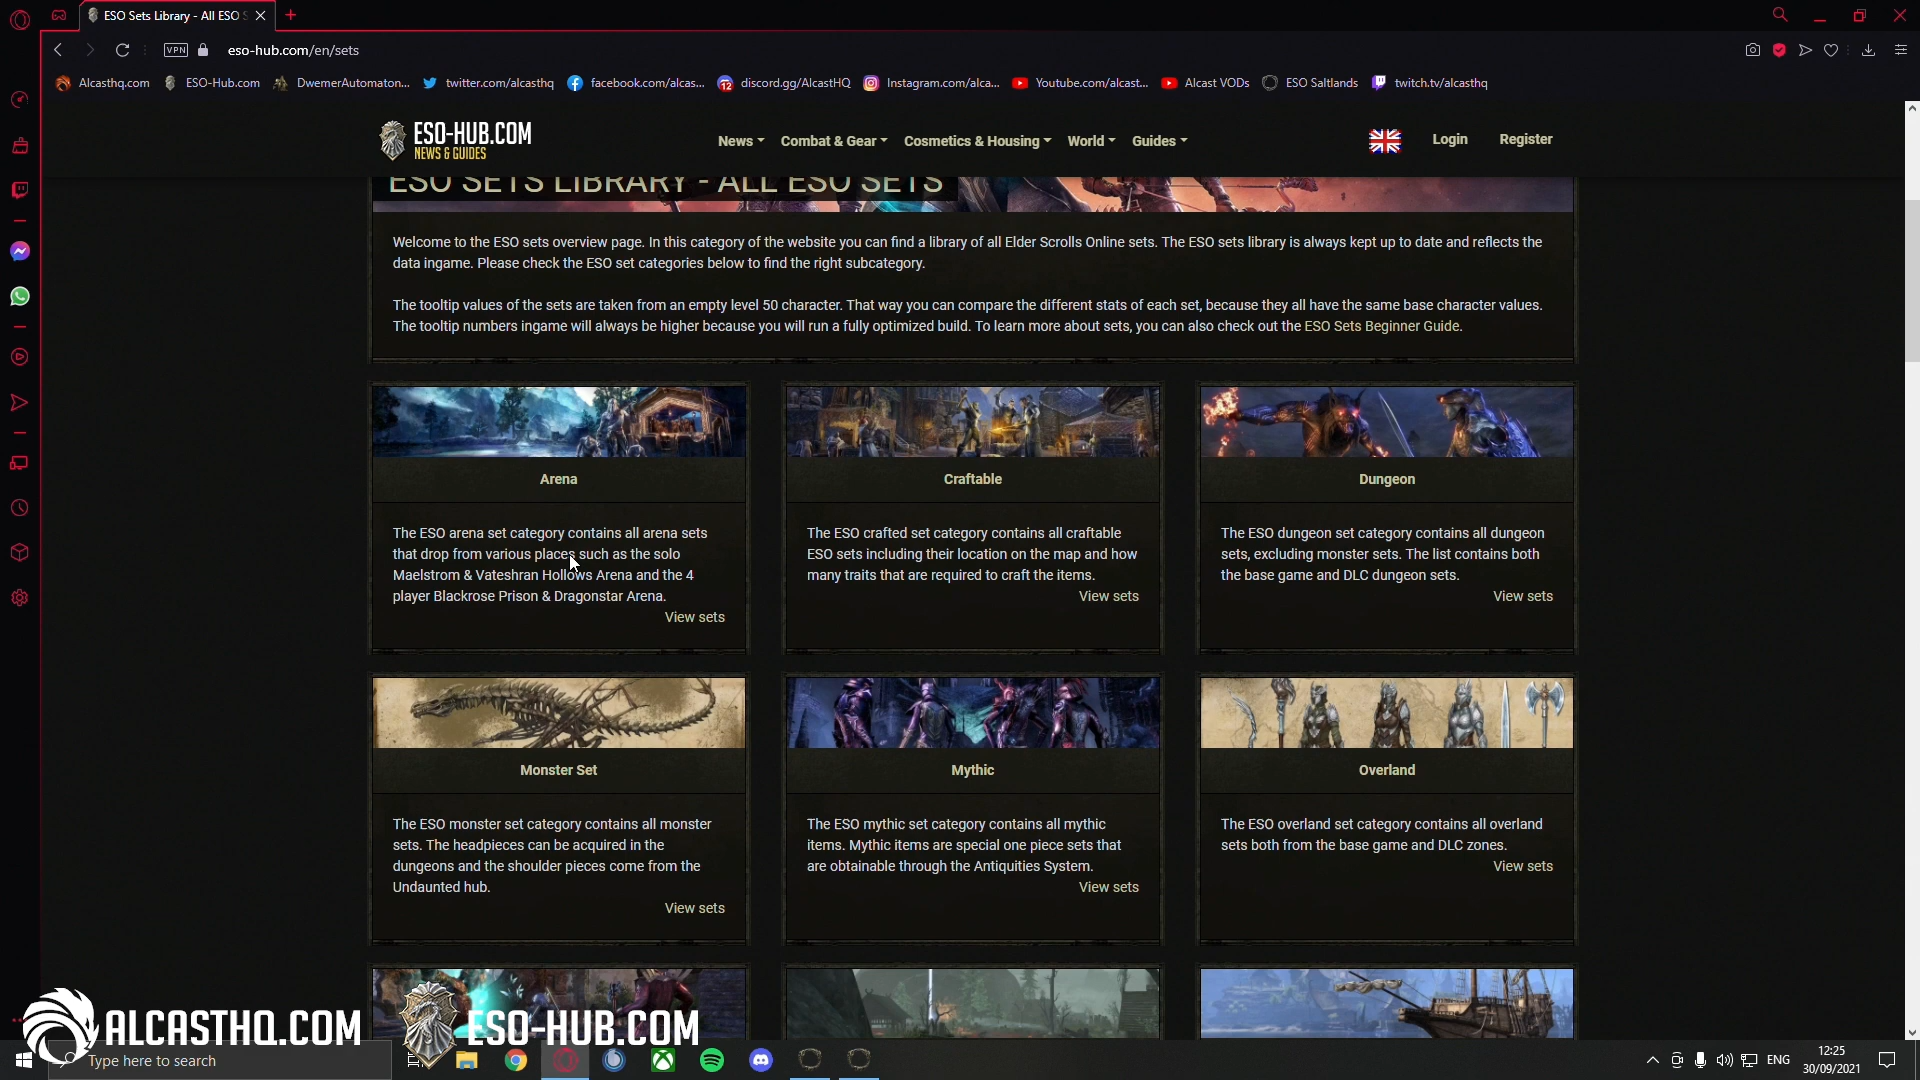 ESO Sets Library - All ESO S
VPN
eso-hub.com/en/sets
Alcasthq.com
ESO-Hub.com
DwemerAutomaton...
twitter.com/alcasthq
facebook.com/alcas...
12
discord.gg/AlcastHQ
Instagram.com/alca...
Youtube.com/alcast...
Alcast VODs
ESO Saltlands
twitch.tv/alcasthq
ESO-HUB.COM
NEWS & GUIDES
News
Combat & Gear
Cosmetics & Housing
World
Guides
Login
Register
ESO SETS LIBRARY - ALL ESO SETS
Welcome to the ESO sets overview page. In this category of the website you can find a library of all Elder Scrolls Online sets. The ESO sets library is always kept up to date and reflects the
data ingame. Please check the ESO set categories below to find the right subcategory.
The tooltip values of the sets are taken from an empty level 50 character. That way you can compare the different stats of each set, because they all have the same base character values.
The tooltip numbers ingame will always be higher because you will run a fully optimized build. To learn more about sets, you can also check out the ESO Sets Beginner Guide.
Arena
The ESO arena set category contains all arena sets
that drop from various places such as the solo
Maelstrom & Vateshran Hollows Arena and the 4
player Blackrose Prison & Dragonstar Arena.
View sets
Craftable
The ESO crafted set category contains all craftable
ESO sets including their location on the map and how
many traits that are required to craft the items.
View sets
Dungeon
The ESO dungeon set category contains all dungeon
sets, excluding monster sets. The list contains both
the base game and DLC dungeon sets.
View sets
Monster Set
The ESO monster set category contains all monster
sets. The headpieces can be acquired in the
dungeons and the shoulder pieces come from the
Undaunted hub.
View sets
Mythic
The ESO mythic set category contains all mythic
items. Mythic items are special one piece sets that
are obtainable through the Antiquities System.
View sets
Overland
The ESO overland set category contains all overland
sets both from the base game and DLC zones.
View sets
ALCASTHQ.COM
ESO-HUB.COM
Type here to search
ENG
12:25
30/09/2021